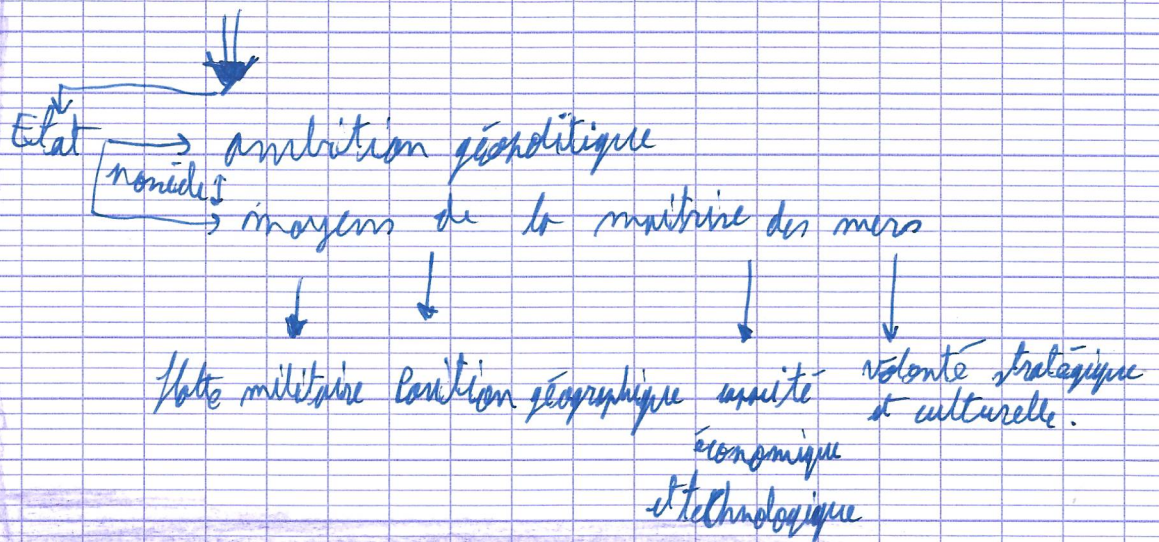 Etat
ambition géopolitique
possède
moyens de la maîtrise des mers
flotte militaire Position géographique capacité volonté stratégique
économique et culturelle.
et technologique